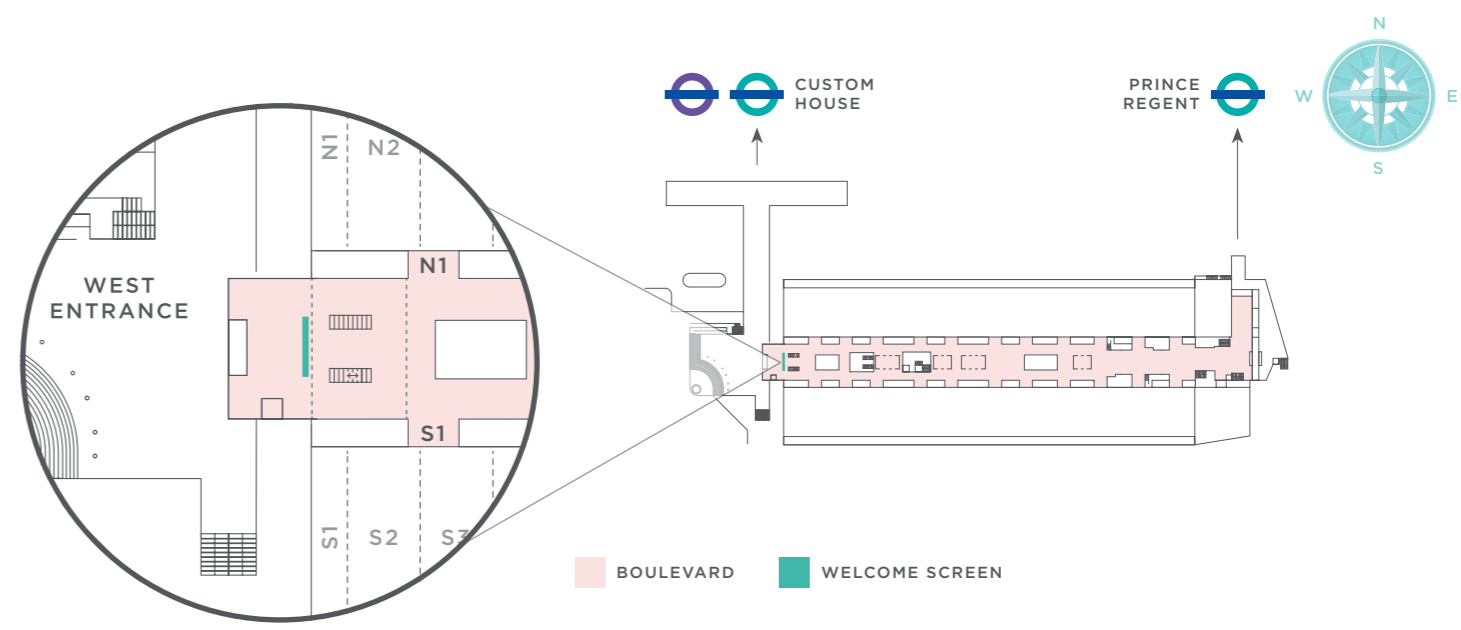 N
W
E
S
CUSTOM
HOUSE
PRINCE
REGENT
N1
N2
WEST
ENTRANCE
N1
S1
S1
S2
S3
BOULEVARD
WELCOME SCREEN